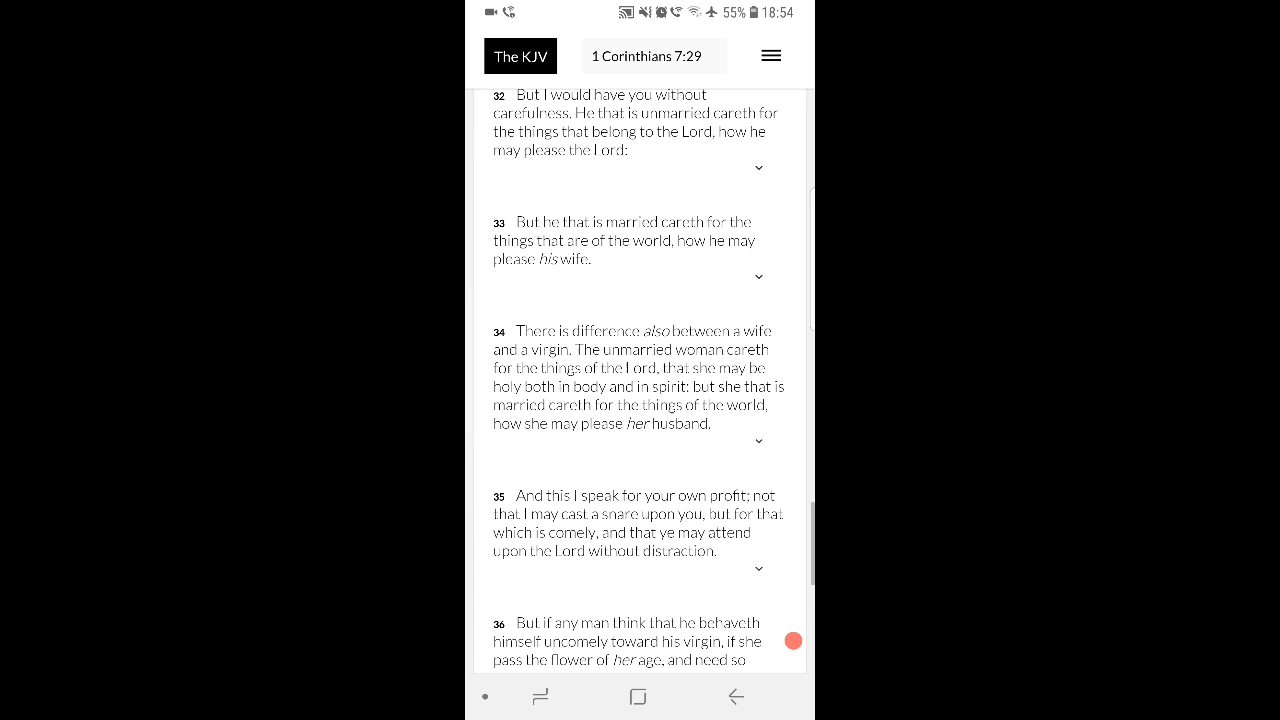 55% 18:54
The KJV 1 Corinthians 7:29
32 But I would have you without
carefulness. He that is unmarried careth for
the things that belong to the Lord, how he
may please the Lord:
33 But he that is married careth for the
things that are of the world, how he may
please his wife.
34 There is difference also between a wife
and a virgin. The unmarried woman careth
for the things of the Lord, that she may be
holy both in body and in spirit: but she that is
married careth for the things of the world,
how she may please her husband.
35 And this I speak for your own profit; not
that I may cast a snare upon you, but for that
which is comely, and that ye may attend
upon the Lord without distraction.
36 But if any man think that he behaveth
himself uncomely toward his virgin, if she
pass the flower of her age, and need so